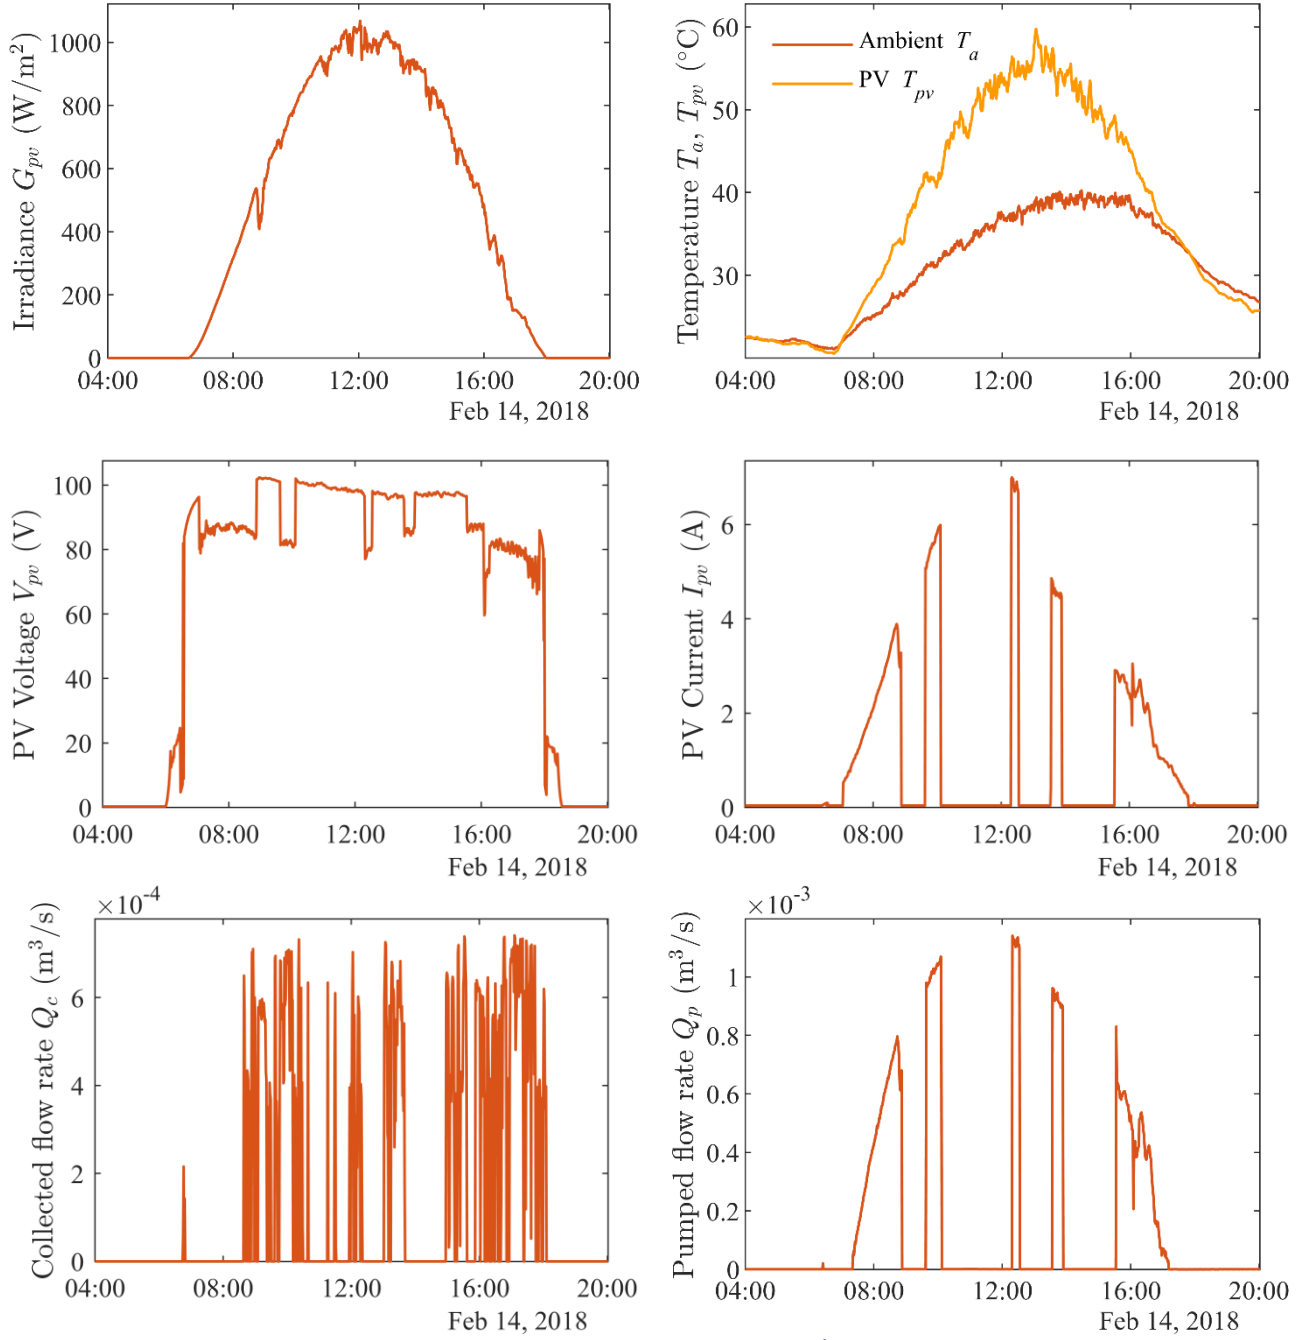 Irradiance G_pv (W/m²)
1000
800
600
400
200
0
04:00 08:00 12:00 16:00 20:00
Feb 14, 2018
Temperature T_a, T_pv (°C)
60
50
40
30
Ambient T_a
PV T_pv
04:00 08:00 12:00 16:00 20:00
Feb 14, 2018
PV Voltage V_pv (V)
100
80
60
40
20
0
04:00 08:00 12:00 16:00 20:00
Feb 14, 2018
PV Current I_pv (A)
6
4
2
0
04:00 08:00 12:00 16:00 20:00
Feb 14, 2018
Collected flow rate Q_c (m³/s)
×10⁻⁴
6
4
2
0
04:00 08:00 12:00 16:00 20:00
Feb 14, 2018
Pumped flow rate Q_p (m³/s)
×10⁻³
1
0.8
0.6
0.4
0.2
0
04:00 08:00 12:00 16:00 20:00
Feb 14, 2018